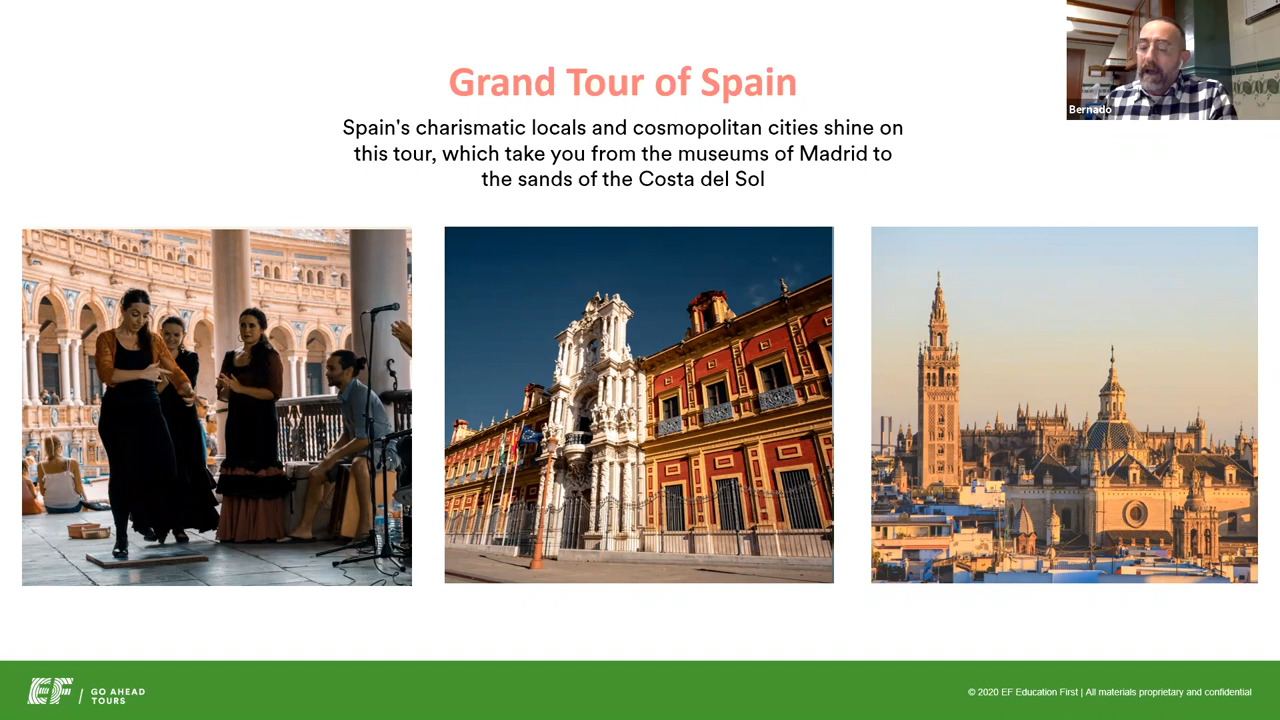 Grand Tour of Spain
Spain's charismatic locals and cosmopolitan cities shine on
this tour, which take you from the museums of Madrid to
the sands of the Costa del Sol
Bernado
EF / GO AHEAD
TOURS
© 2020 EF Education First | All materials proprietary and confidential